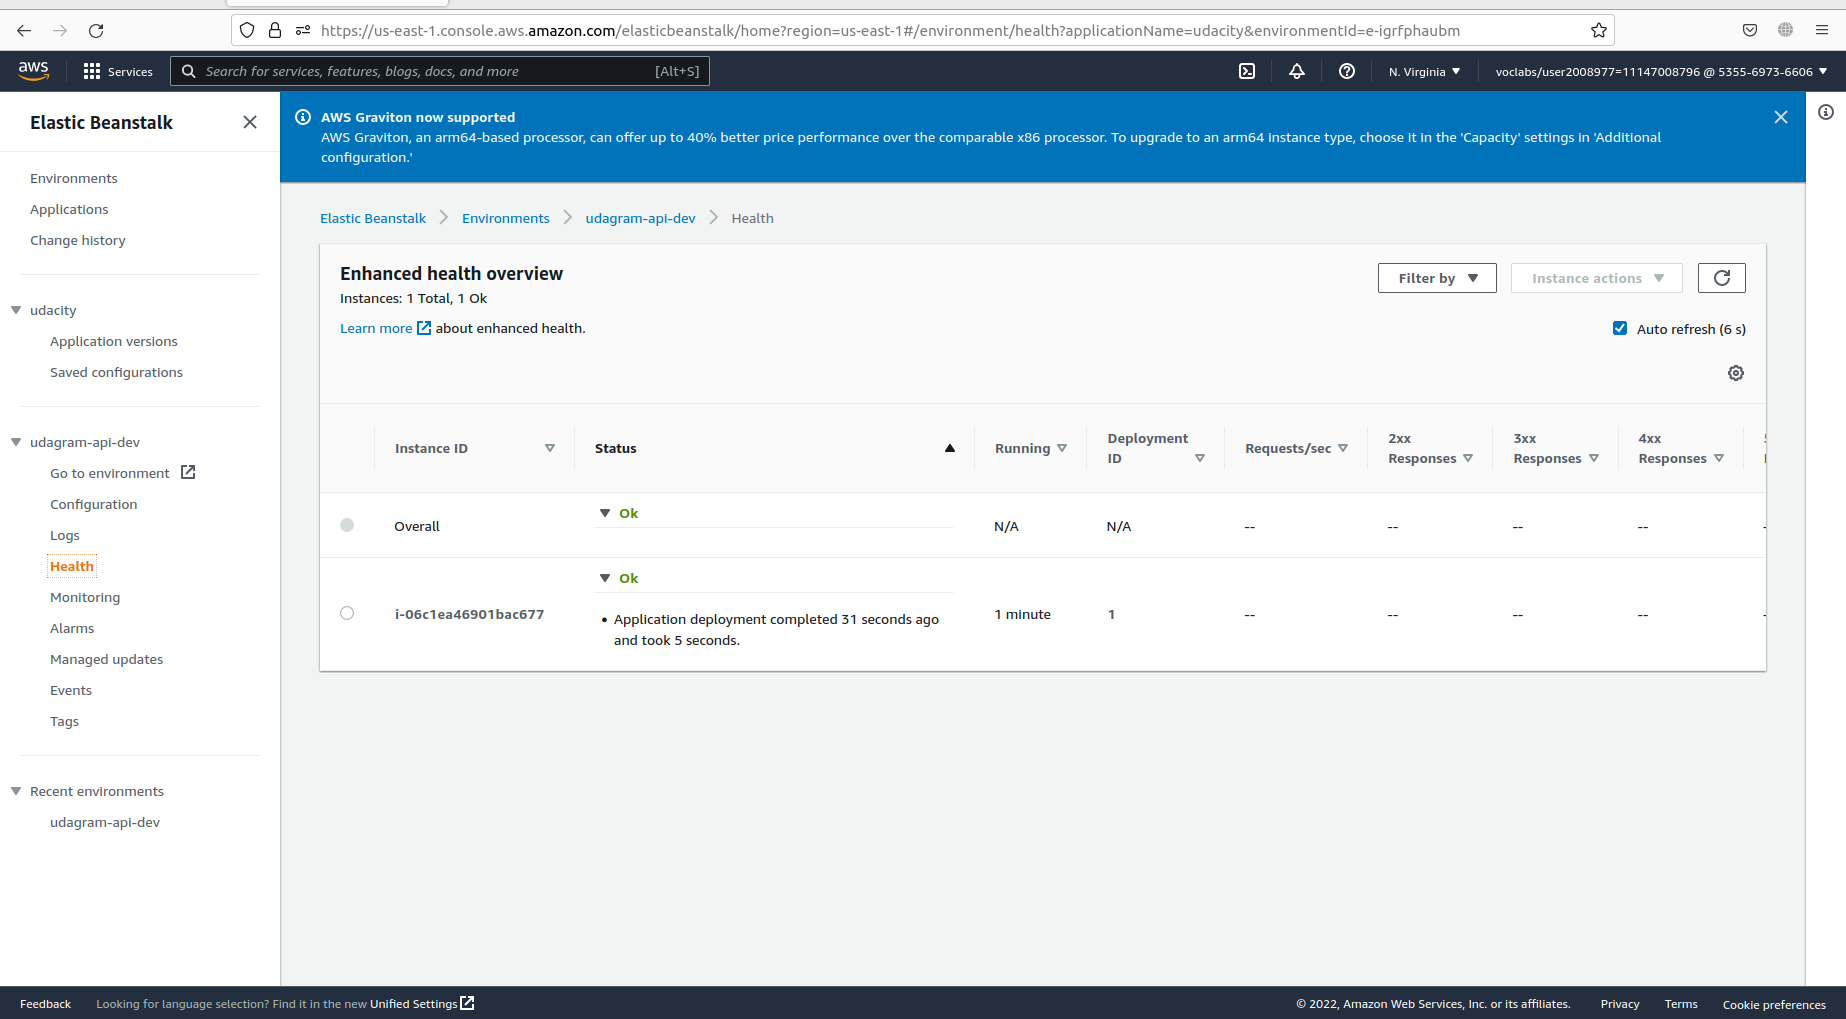 https://us-east-1.console.aws.amazon.com/elasticbeanstalk/home?region=us-east-1#/environment/health?applicationName=udacity&environmentId=e-igrfphaubm
aws
Services
Search for services, features, blogs, docs, and more
[Alt+S]
N. Virginia
voclabs/user2008977=11147008796 @ 5355-6973-6606
Elastic Beanstalk
Environments
Applications
Change history
udacity
Application versions
Saved configurations
udagram-api-dev
Go to environment
Configuration
Logs
Health
Monitoring
Alarms
Managed updates
Events
Tags
Recent environments
udagram-api-dev
AWS Graviton now supported
AWS Graviton, an arm64-based processor, can offer up to 40% better price performance over the comparable x86 processor. To upgrade to an arm64 instance type, choose it in the 'Capacity' settings in 'Additional
configuration.'
Elastic Beanstalk
Environments
udagram-api-dev
Health
Enhanced health overview
Instances: 1 Total, 1 Ok
Learn more about enhanced health.
Filter by
Instance actions
Auto refresh (6 s)
Instance ID
Status
Running
Deployment
ID
Requests/sec
2xx
Responses
3xx
Responses
4xx
Responses
Overall
Ok
N/A
N/A
--
--
--
--
i-06c1ea46901bac677
Ok
• Application deployment completed 31 seconds ago
and took 5 seconds.
1 minute
1
--
--
--
--
Feedback
Looking for language selection? Find it in the new Unified Settings
© 2022, Amazon Web Services, Inc. or its affiliates.
Privacy
Terms
Cookie preferences